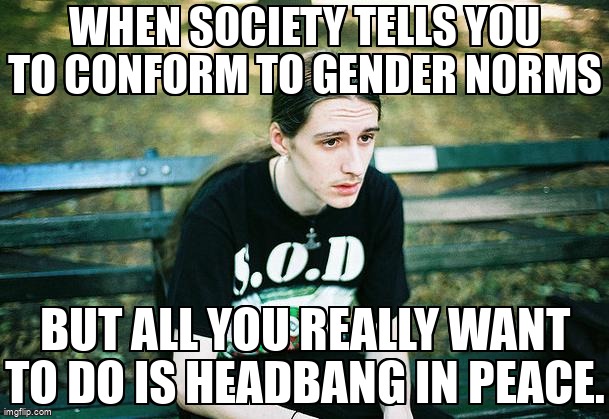 WHEN SOCIETY TELLS YOU
TO CONFORM TO GENDER NORMS
S.O.D
BUT ALL YOU REALLY WANT
TO DO IS HEADBANG IN PEACE.
imgflip.com